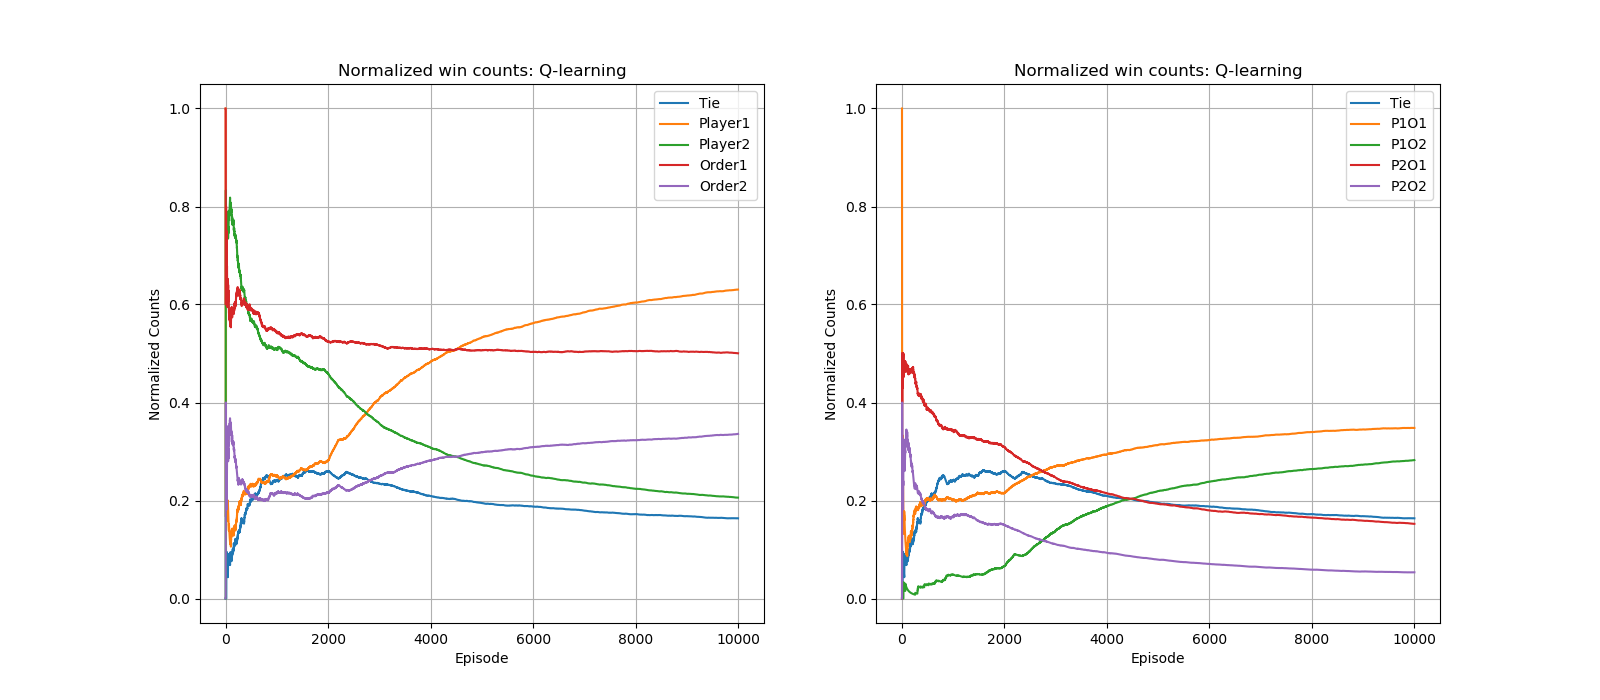 Normalized win counts: Q-learning
Normalized Counts
1.0
0.8
0.6
0.4
0.2
0.0
0
2000
4000
6000
8000
10000
Episode
Tie
Player1
Player2
Order1
Order2
Normalized win counts: Q-learning
Normalized Counts
1.0
0.8
0.6
0.4
0.2
0.0
0
2000
4000
6000
8000
10000
Episode
Tie
P1O1
P1O2
P2O1
P2O2